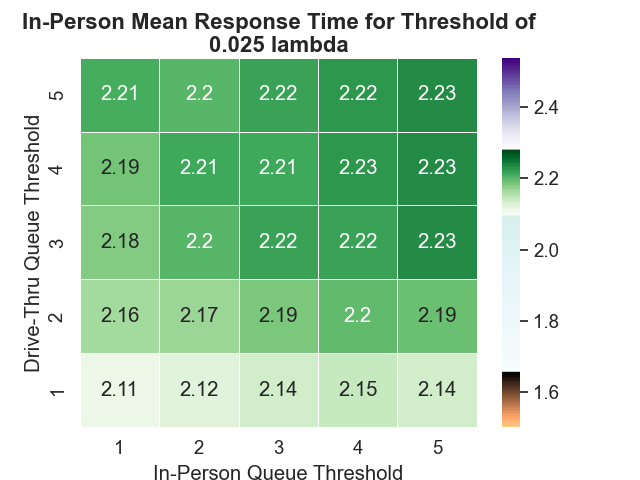 In-Person Mean Response Time for Threshold of
0.025 lambda
Drive-Thru Queue Threshold
5 2.21 2.2 2.22 2.22 2.23
4 2.19 2.21 2.21 2.23 2.23
3 2.18 2.2 2.22 2.22 2.23
2 2.16 2.17 2.19 2.2 2.19
1 2.11 2.12 2.14 2.15 2.14
1 2 3 4 5
In-Person Queue Threshold
2.4
2.2
2.0
1.8
1.6